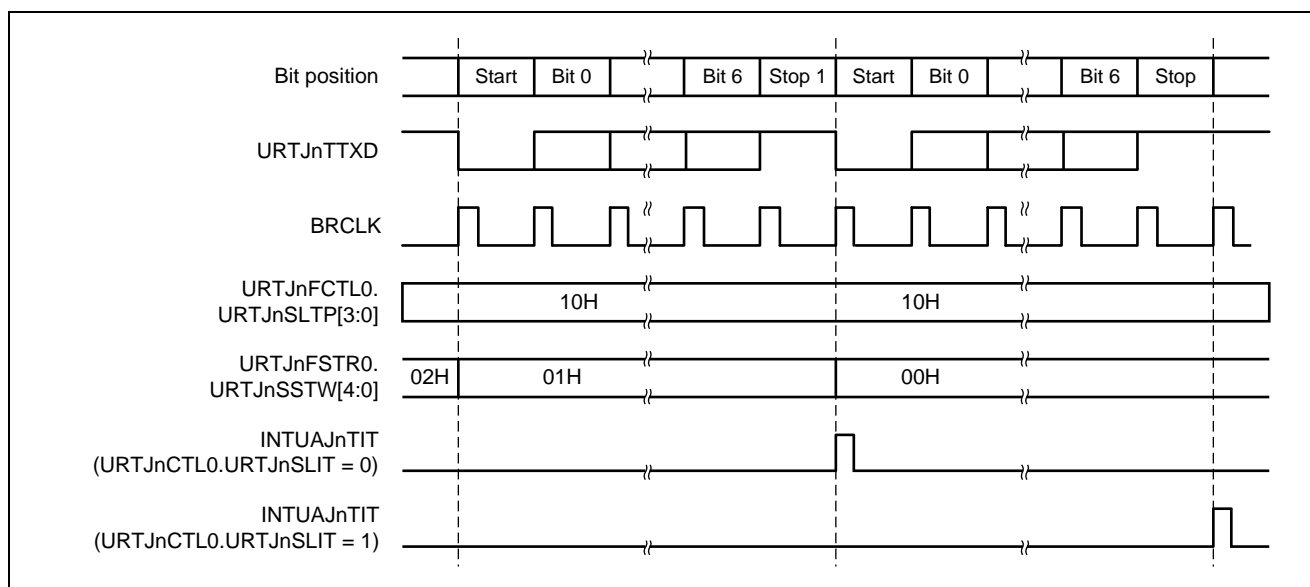 Bit position Start Bit 0 Bit 6 Stop 1 Start Bit 0 Bit 6 Stop
URTJnTTXD
BRCLK
URTJnFCTL0.
URTJnSLTP[3:0]
10H 10H
URTJnFSTR0.
URTJnSSTW[4:0]
02H 01H 00H
INTUAJnTIT
(URTJnCTL0.URTJnSLIT = 0)
INTUAJnTIT
(URTJnCTL0.URTJnSLIT = 1)